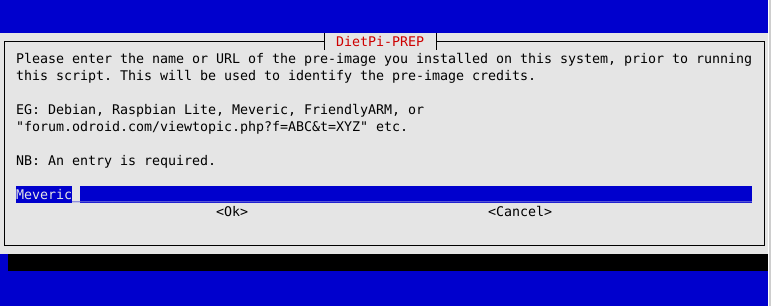 DietPi-PREP
Please enter the name or URL of the pre-image you installed on this system, prior to running
this script. This will be used to identify the pre-image credits.
EG: Debian, Raspbian Lite, Meveric, FriendlyARM, or
"forum.odroid.com/viewtopic.php?f=ABC&t=XYZ" etc.
NB: An entry is required.
Meveric
<Ok> <Cancel>